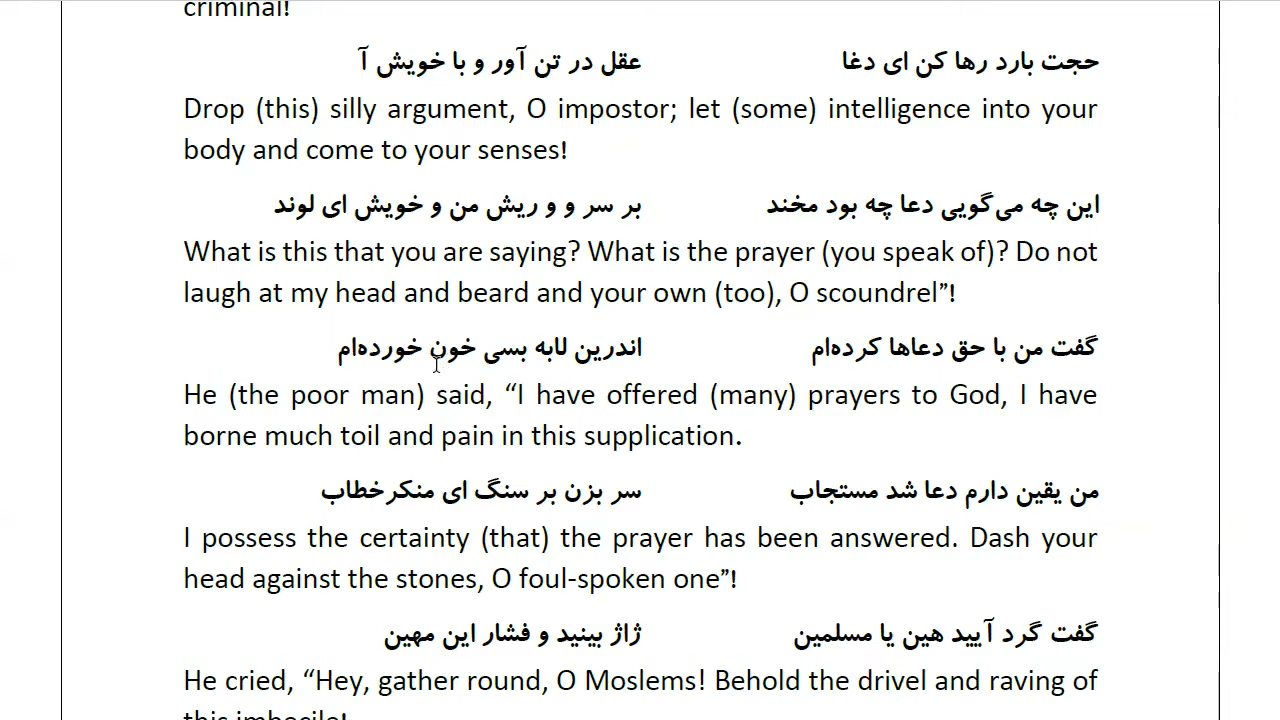 criminal!
حجت بارد رها کن ای دغا عقل در تن آور و با خویش آ
Drop (this) silly argument, O impostor; let (some) intelligence into your
body and come to your senses!
این چه می‌گویی دعا چه بود مخند بر سر و و ریش من و خویش ای لوند
What is this that you are saying? What is the prayer (you speak of)? Do not
laugh at my head and beard and your own (too), O scoundrel”!
گفت من با حق دعاها کرده‌ام اندرین لابه بسی خون خورده‌ام
He (the poor man) said, “I have offered (many) prayers to God, I have
borne much toil and pain in this supplication.
من یقین دارم دعا شد مستجاب سر بزن بر سنگ ای منکرخطاب
I possess the certainty (that) the prayer has been answered. Dash your
head against the stones, O foul-spoken one”!
گفت گرد آیید هین یا مسلمین ژاژ بینید و فشار این مهین
He cried, “Hey, gather round, O Moslems! Behold the drivel and raving of
this imbecile!